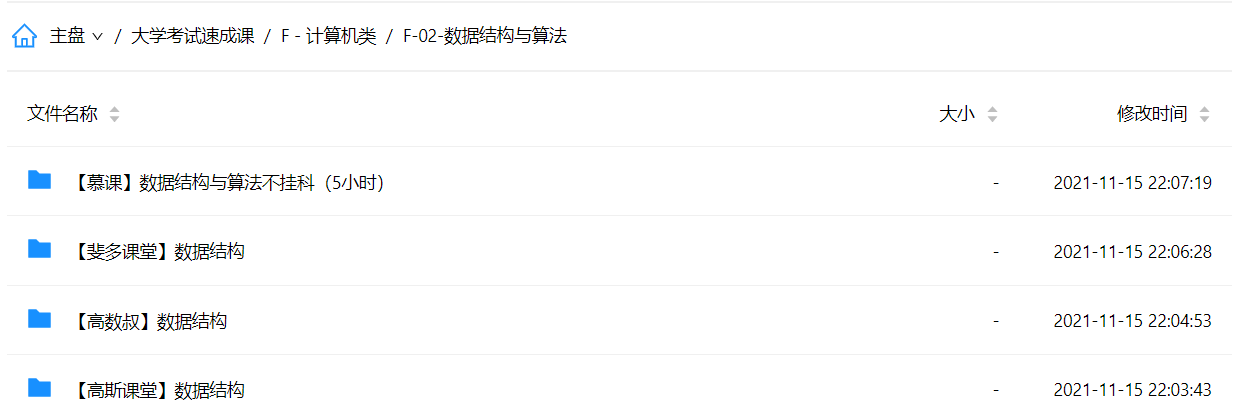 主盘 / 大学考试速成课 / F - 计算机类 / F-02-数据结构与算法
文件名称 大小 修改时间
【慕课】数据结构与算法不挂科（5小时） - 2021-11-15 22:07:19
【斐多课堂】数据结构 - 2021-11-15 22:06:28
【高数叔】数据结构 - 2021-11-15 22:04:53
【高斯课堂】数据结构 - 2021-11-15 22:03:43